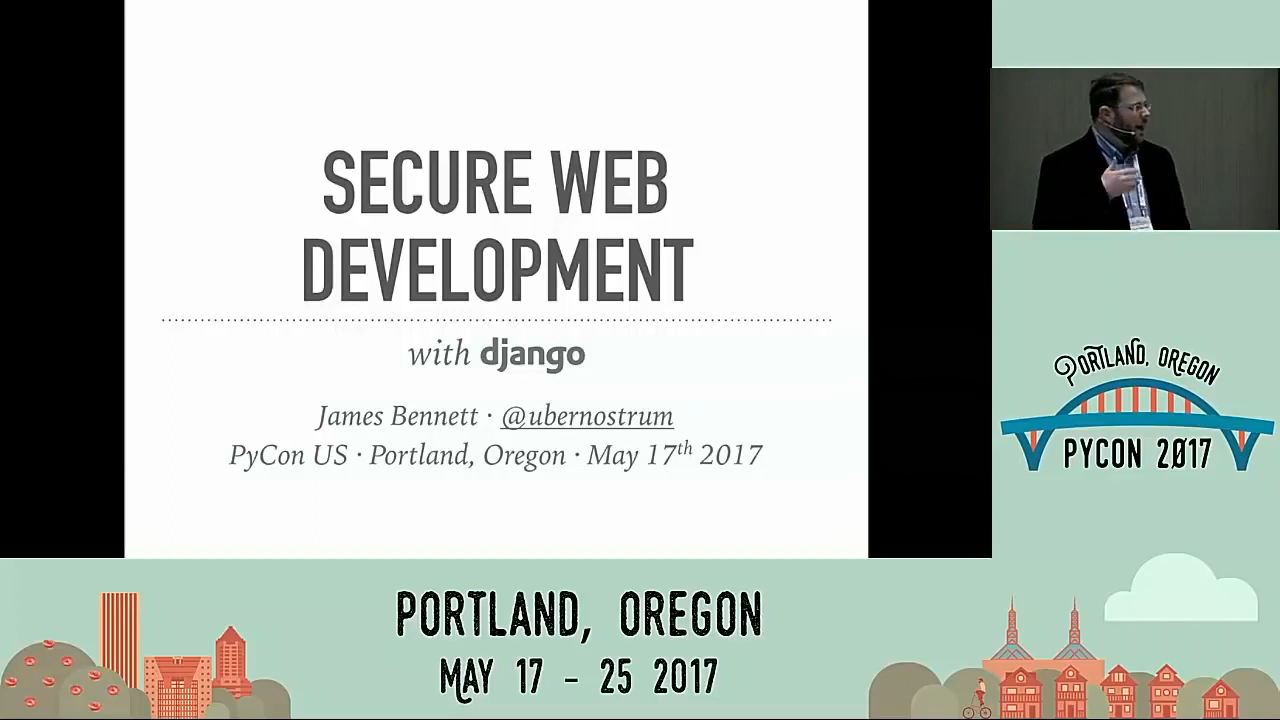 SECURE WEB
DEVELOPMENT
with django
James Bennett · @ubernostrum
PyCon US · Portland, Oregon · May 17th 2017
PORTLAND, OREGON
PYCON 2017
PORTLAND, OREGON
MAY 17 - 25 2017